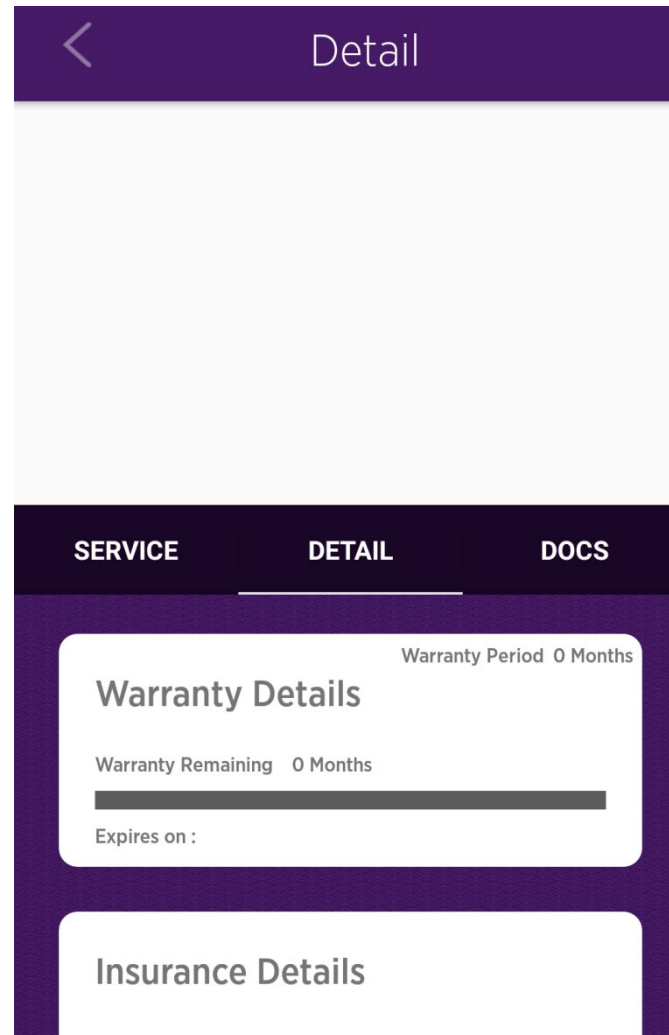 Detail
SERVICE DETAIL DOCS
Warranty Period 0 Months
Warranty Details
Warranty Remaining 0 Months
Expires on :
Insurance Details